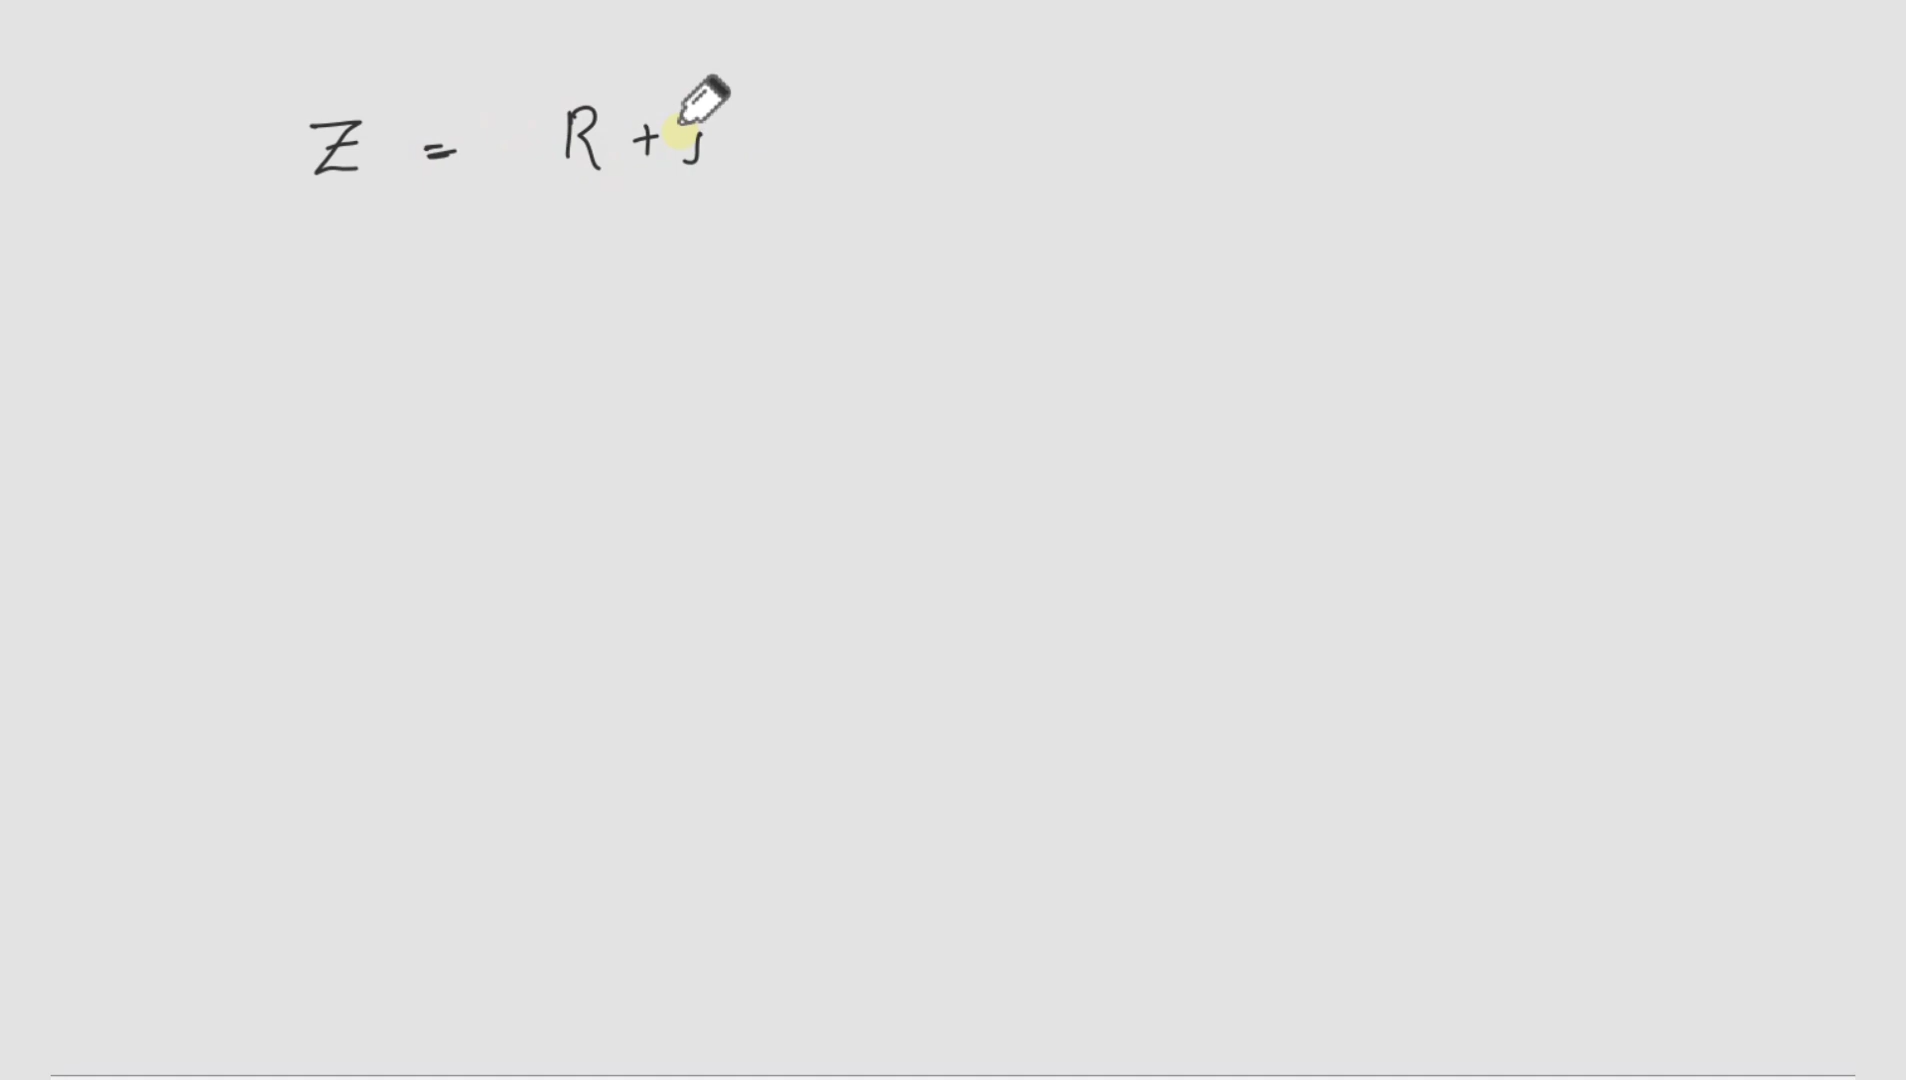 Z = R + j